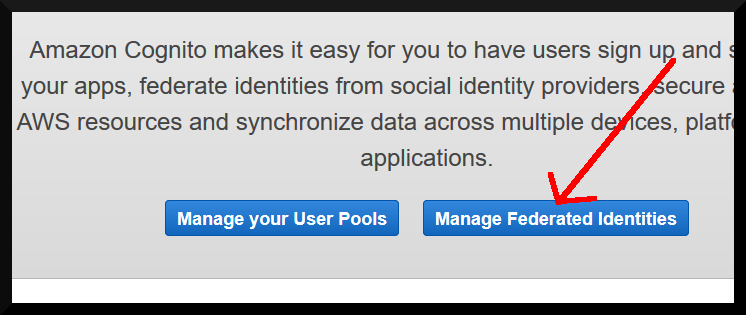 Amazon Cognito makes it easy for you to have users sign up and s
your apps, federate identities from social identity providers, secure a
AWS resources and synchronize data across multiple devices, platfo
applications.
Manage your User Pools
Manage Federated Identities